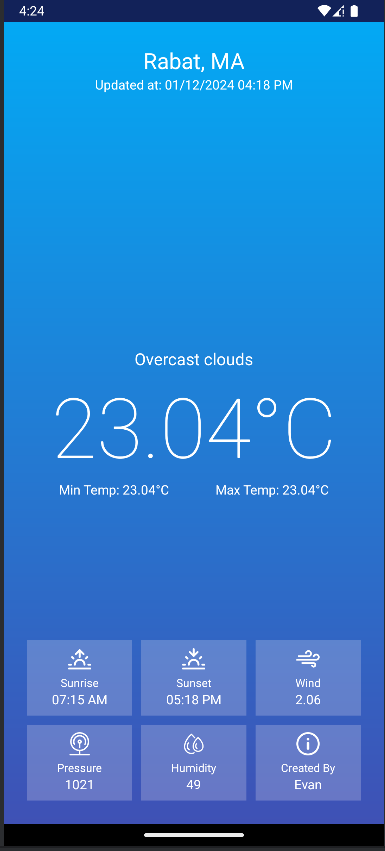 4:24
Rabat, MA
Updated at: 01/12/2024 04:18 PM
Overcast clouds
23.04°C
Min Temp: 23.04°C Max Temp: 23.04°C
Sunrise Sunset Wind
07:15 AM 05:18 PM 2.06
Pressure Humidity Created By
1021 49 Evan